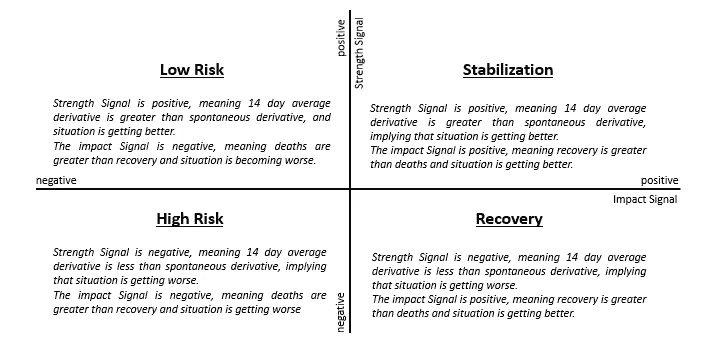 positive
Strength Signal
Low Risk
Strength Signal is positive, meaning 14 day average
derivative is greater than spontaneous derivative, and
situation is getting better.
The impact Signal is negative, meaning deaths are
greater than recovery and situation is becoming worse.
Stabilization
Strength Signal is positive, meaning 14 day average
derivative is greater than spontaneous derivative,
implying that situation is getting better.
The impact Signal is positive, meaning recovery is greater
than deaths and situation is getting better.
negative
positive
Impact Signal
High Risk
Strength Signal is negative, meaning 14 day average
derivative is less than spontaneous derivative, implying
that situation is getting worse.
The impact Signal is negative, meaning deaths are
greater than recovery and situation is getting worse
Recovery
Strength Signal is negative, meaning 14 day average
derivative is less than spontaneous derivative, implying
that situation is getting worse.
The impact Signal is positive, meaning recovery is greater
than deaths and situation is getting better.
negative